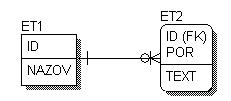 ET1
ID
NAZOV
ET2
ID (FK)
POR
TEXT